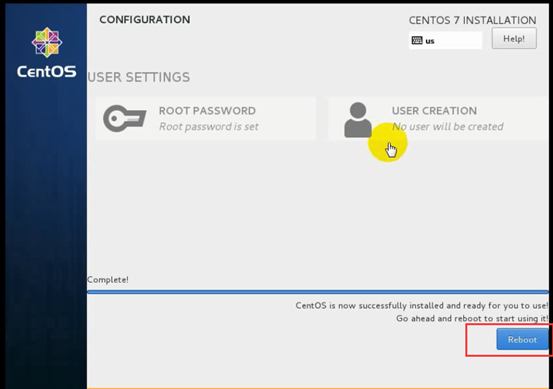 CONFIGURATION
CENTOS 7 INSTALLATION
us
Help!
CentOS
USER SETTINGS
ROOT PASSWORD
Root password is set
USER CREATION
No user will be created
Complete!
CentOS is now successfully installed and ready for you to use!
Go ahead and reboot to start using it!
Reboot